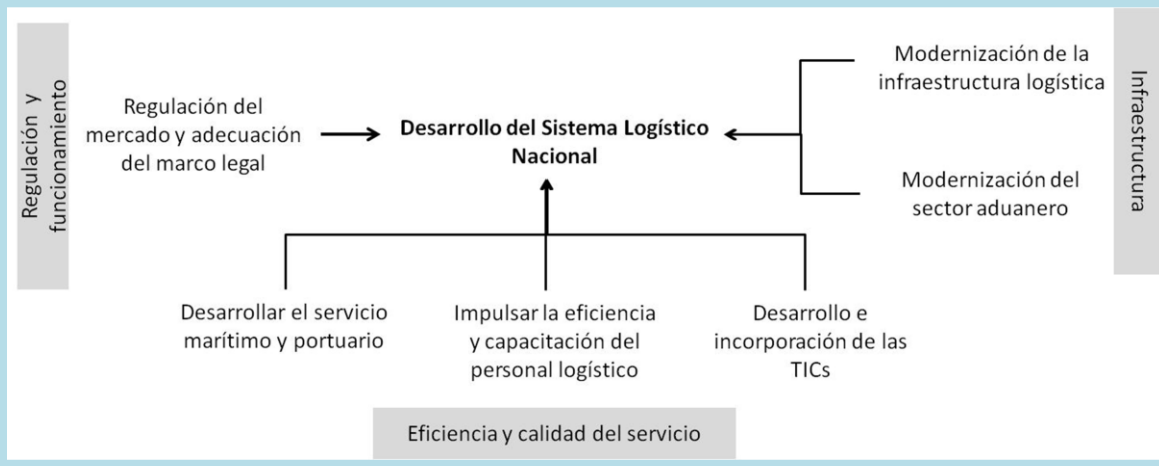 Regulación y
funcionamiento
Regulación del
mercado y adecuación
del marco legal
Desarrollo del Sistema Logístico
Nacional
Modernización de la
infraestructura logística
Modernización del
sector aduanero
Infraestructura
Desarrollar el servicio
marítimo y portuario
Impulsar la eficiencia
y capacitación del
personal logístico
Desarrollo e
incorporación de las
TICs
Eficiencia y calidad del servicio